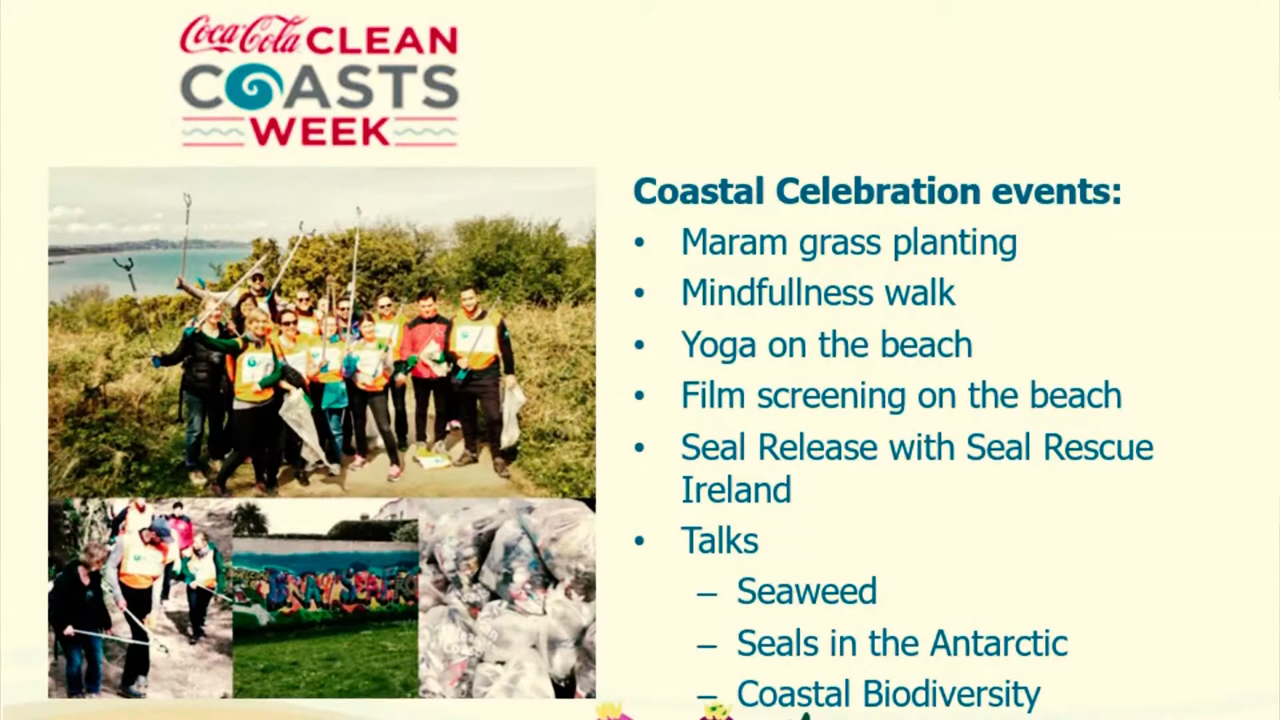 Coca-Cola CLEAN
COASTS
WEEK
Coastal Celebration events:
• Maram grass planting
• Mindfullness walk
• Yoga on the beach
• Film screening on the beach
• Seal Release with Seal Rescue
Ireland
• Talks
– Seaweed
– Seals in the Antarctic
– Coastal Biodiversity
BRAY